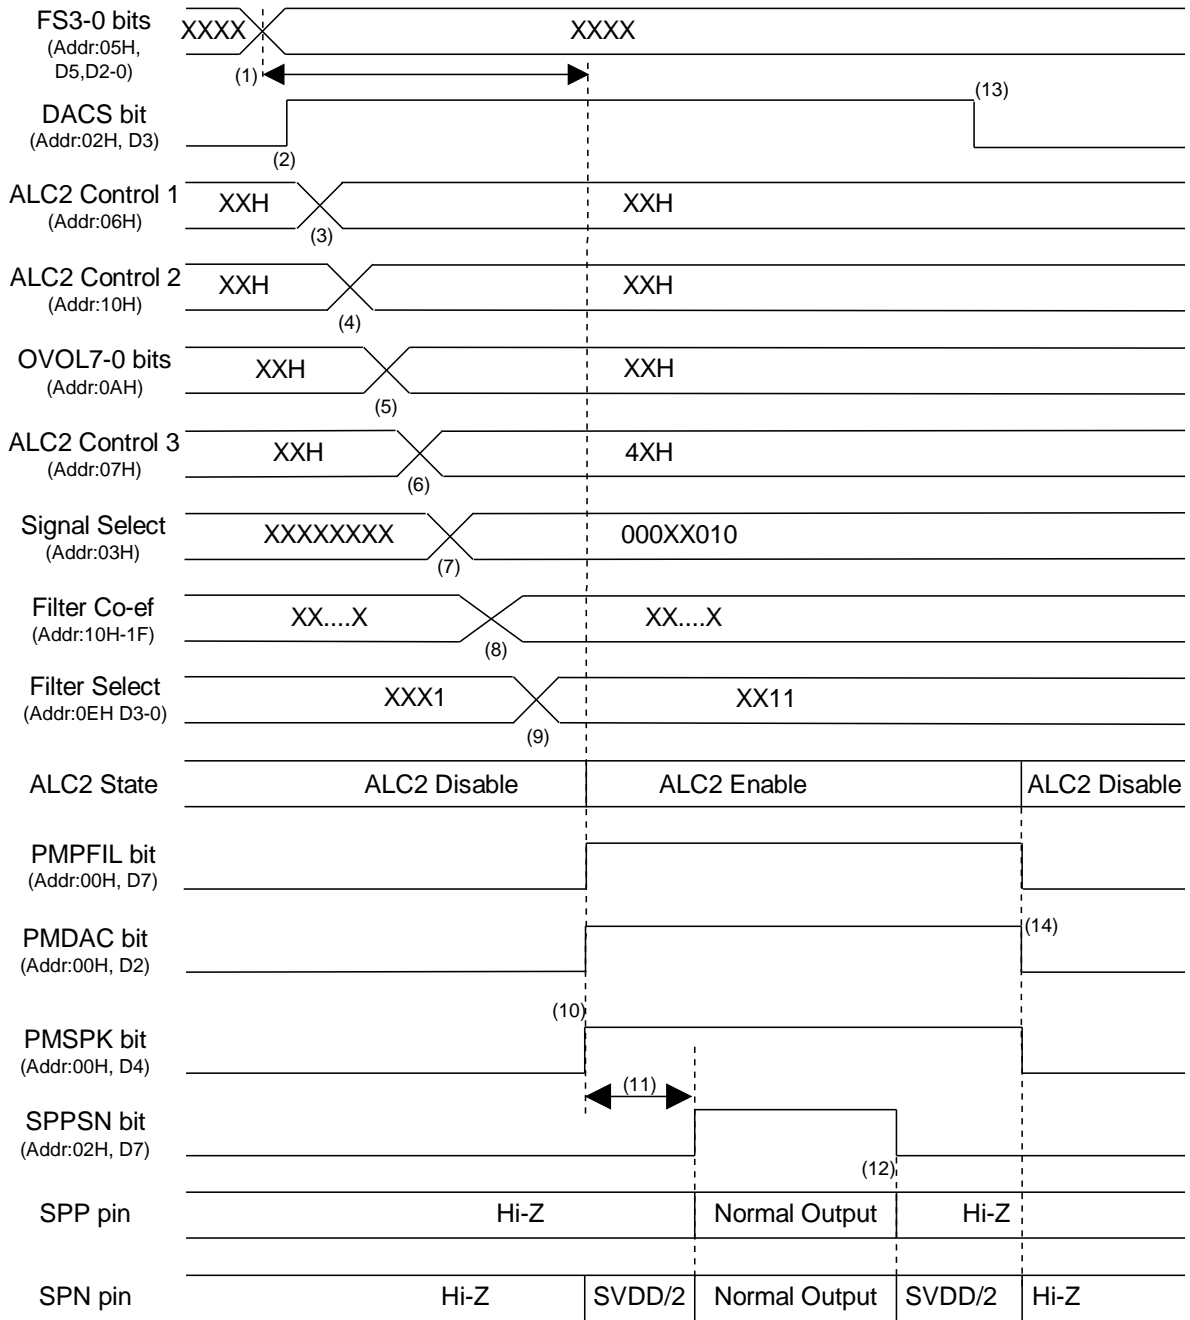 FS3-0 bits
(Addr:05H,
D5,D2-0)
XXXX
XXXX
(1)
DACS bit
(Addr:02H, D3)
(2)
(13)
ALC2 Control 1
(Addr:06H)
XXH
XXH
(3)
ALC2 Control 2
(Addr:10H)
XXH
XXH
(4)
OVOL7-0 bits
(Addr:0AH)
XXH
XXH
(5)
ALC2 Control 3
(Addr:07H)
XXH
4XH
(6)
Signal Select
(Addr:03H)
XXXXXXXX
000XX010
(7)
Filter Co-ef
(Addr:10H-1F)
XX....X
XX....X
(8)
Filter Select
(Addr:0EH D3-0)
XXX1
XX11
(9)
ALC2 State
ALC2 Disable
ALC2 Enable
ALC2 Disable
PMPFIL bit
(Addr:00H, D7)
PMDAC bit
(Addr:00H, D2)
(14)
(10)
PMSPK bit
(Addr:00H, D4)
(11)
SPPSN bit
(Addr:02H, D7)
(12)
SPP pin
Hi-Z
Normal Output
Hi-Z
SPN pin
Hi-Z
SVDD/2
Normal Output
SVDD/2
Hi-Z